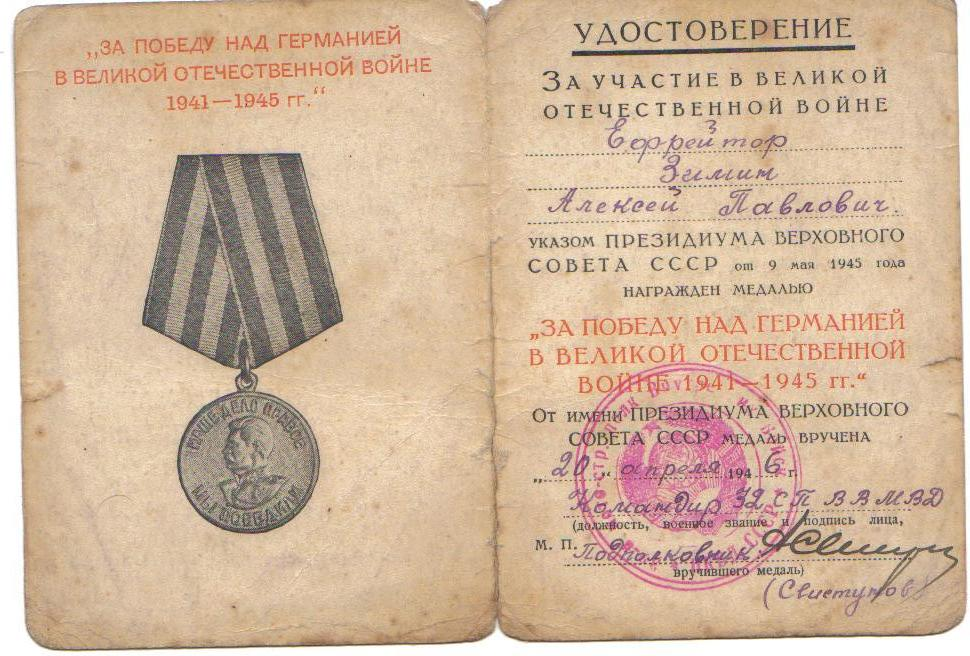 „ЗА ПОБЕДУ НАД ГЕРМАНИЕЙ
В ВЕЛИКОЙ ОТЕЧЕСТВЕННОЙ ВОЙНЕ
1941—1945 гг.“
НАШЕ ДЕЛО ПРАВОЕ
МЫ ПОБЕДИЛИ
УДОСТОВЕРЕНИЕ
ЗА УЧАСТИЕ В ВЕЛИКОЙ
ОТЕЧЕСТВЕННОЙ ВОЙНЕ
Ефрейтор
Зимин
Алексей Павлович.
УКАЗОМ ПРЕЗИДИУМА ВЕРХОВНОГО
СОВЕТА СССР от 9 мая 1945 года
НАГРАЖДЕН МЕДАЛЬЮ
„ЗА ПОБЕДУ НАД ГЕРМАНИЕЙ
В ВЕЛИКОЙ ОТЕЧЕСТВЕННОЙ
ВОЙНЕ 1941—1945 гг.“
ОТ ИМЕНИ ПРЕЗИДИУМА ВЕРХОВНОГО
СОВЕТА СССР МЕДАЛЬ ВРУЧЕНА
„20„ апреля 1946 г.
Командир 32 СП ВВ МВД
(должность, военное звание и подпись лица,
М. П. Подполковник
вручившего медаль)
(Свистунов)